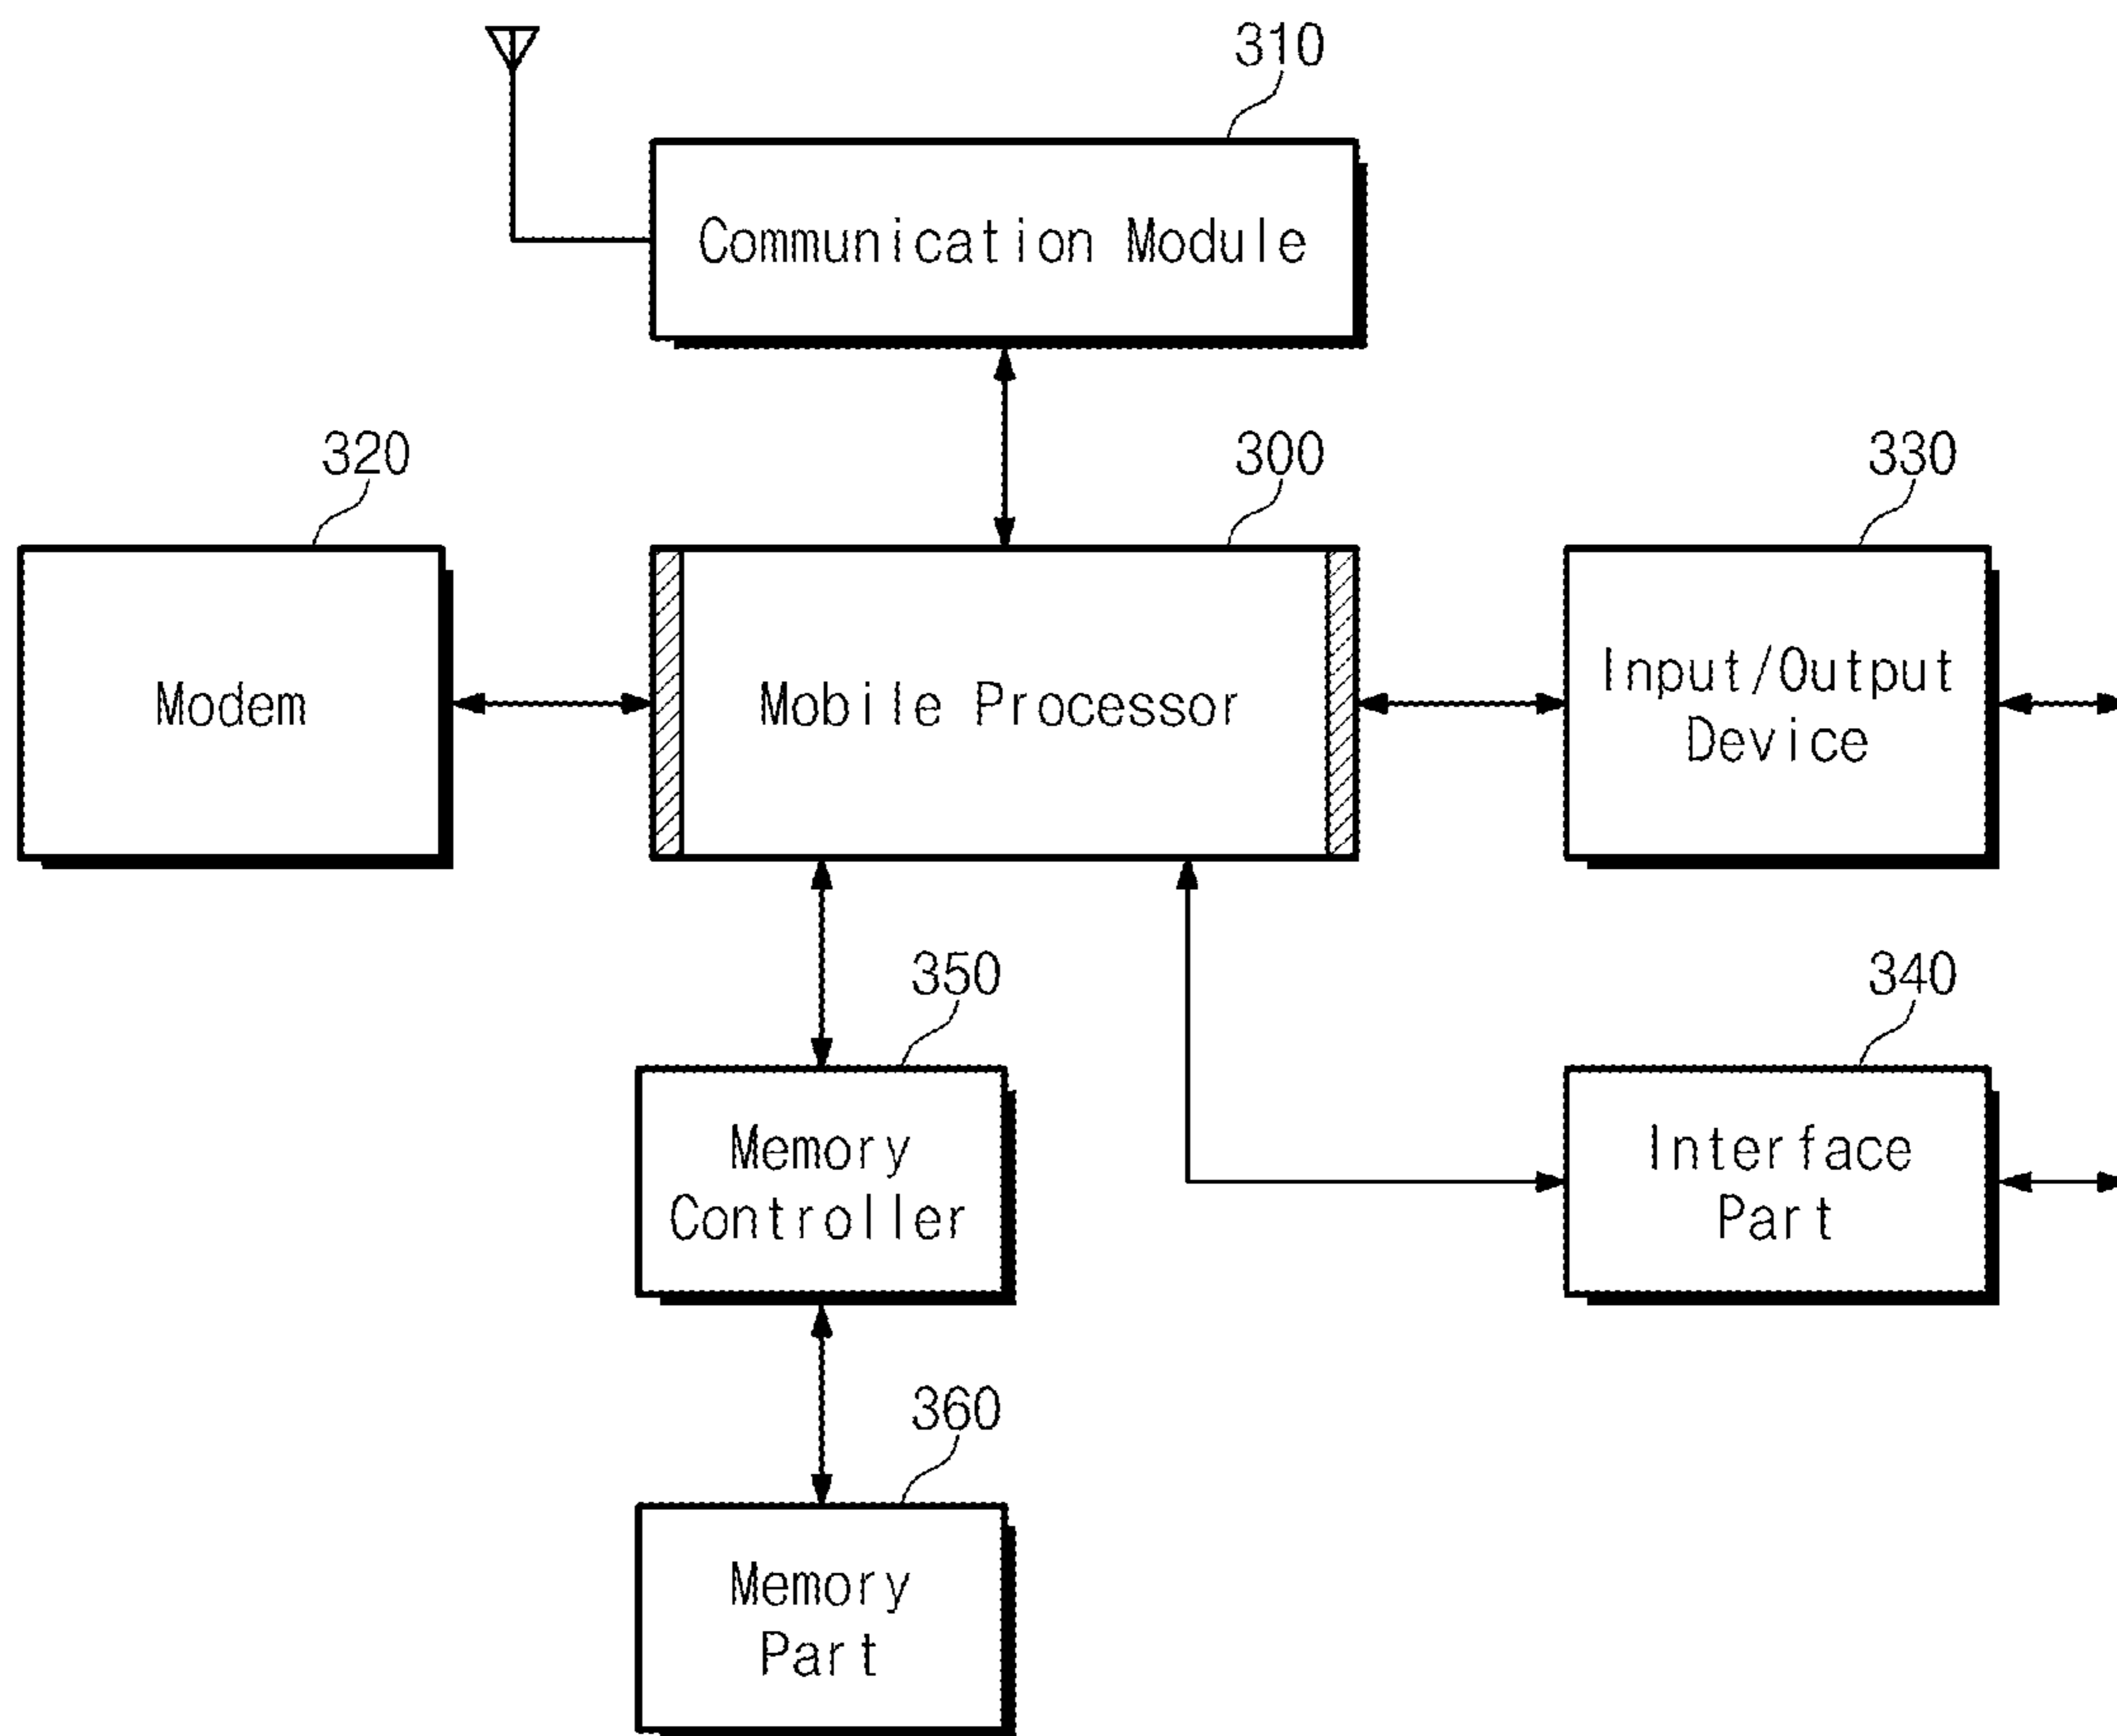 310
Communication Module
320
300
330
Modem
Mobile Processor
Input/Output
Device
350
340
Memory
Controller
Interface
Part
360
Memory
Part